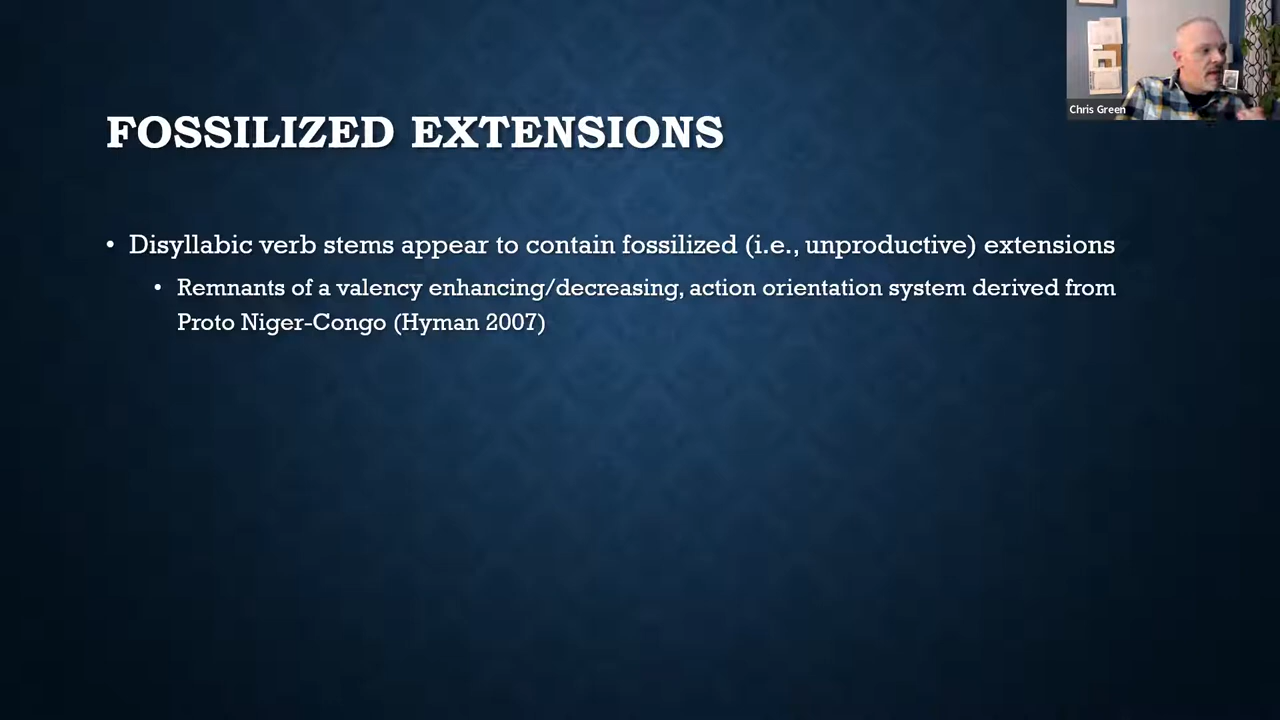 Chris Green
FOSSILIZED EXTENSIONS
• Disyllabic verb stems appear to contain fossilized (i.e., unproductive) extensions
• Remnants of a valency enhancing/decreasing, action orientation system derived from
Proto Niger-Congo (Hyman 2007)